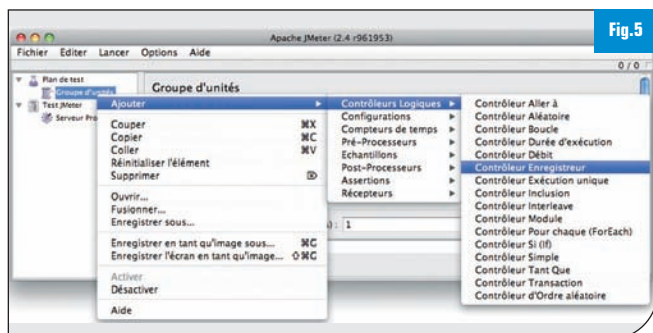 Fig.5
Apache JMeter (2.4 r961953)
Fichier Editer Lancer Options Aide
0 / 0
Plan de test
Groupe d'unités
Test JMeter
Serveur Pro
Groupe d'unités
Ajouter
Couper ⌘X
Copier ⌘C
Coller ⌘V
Réinitialiser l'élément
Supprimer ⌦
Ouvrir...
Fusionner...
Enregistrer sous...
Enregistrer en tant qu'image sous... ⌘G
Enregistrer l'écran en tant qu'image... ⇧⌘G
Activer
Désactiver
Aide
Contrôleurs Logiques
Configurations
Compteurs de temps
Pré-Processeurs
Echantillons
Post-Processeurs
Assertions
Récepteurs
) : 1
Contrôleur Aller à
Contrôleur Aléatoire
Contrôleur Boucle
Contrôleur Durée d'exécution
Contrôleur Débit
Contrôleur Enregistreur
Contrôleur Exécution unique
Contrôleur Inclusion
Contrôleur Interleave
Contrôleur Module
Contrôleur Pour chaque (ForEach)
Contrôleur Si (If)
Contrôleur Simple
Contrôleur Tant Que
Contrôleur Transaction
Contrôleur d'Ordre aléatoire